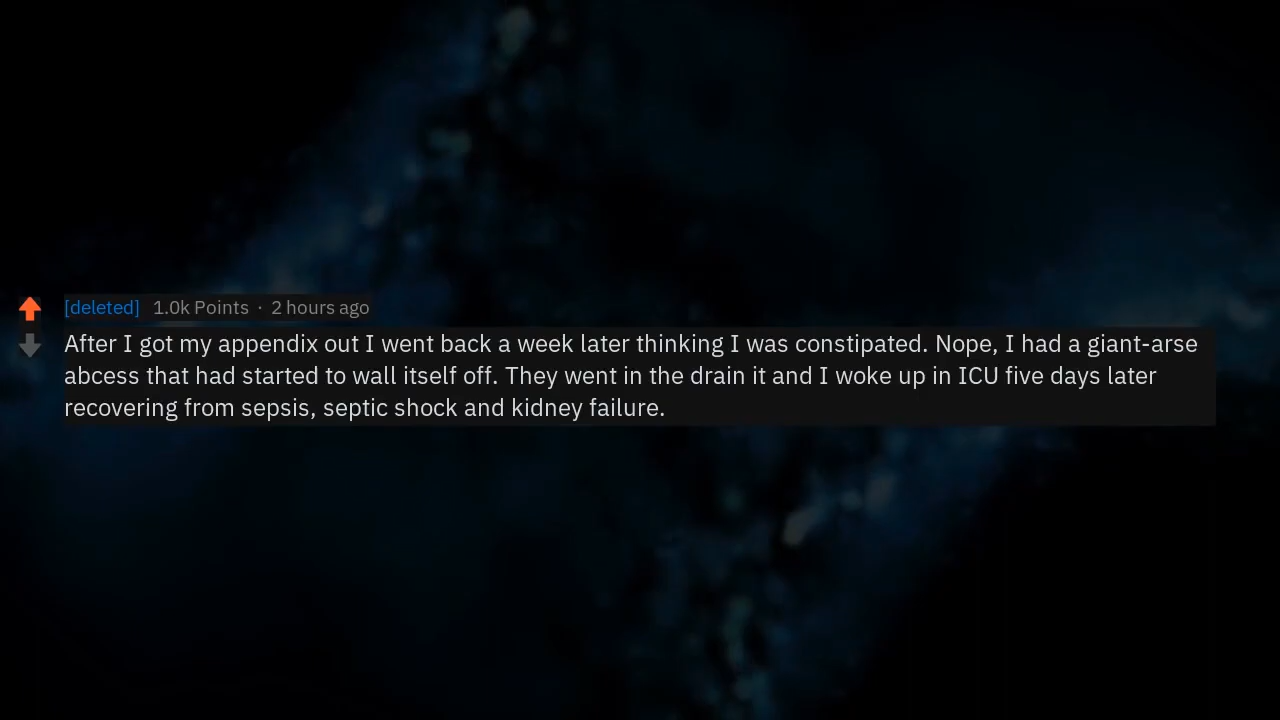 [deleted] 1.0k Points · 2 hours ago
After I got my appendix out I went back a week later thinking I was constipated. Nope, I had a giant-arse
abcess that had started to wall itself off. They went in the drain it and I woke up in ICU five days later
recovering from sepsis, septic shock and kidney failure.